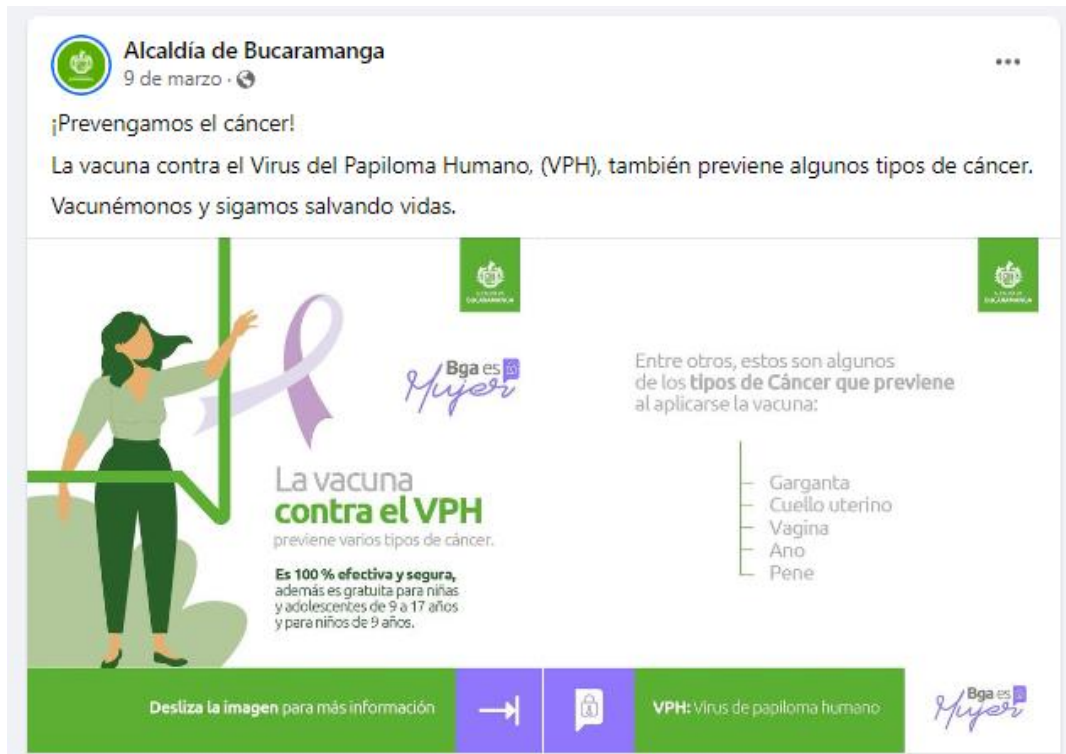 Alcaldía de Bucaramanga
9 de marzo
¡Prevengamos el cáncer!
La vacuna contra el Virus del Papiloma Humano, (VPH), también previene algunos tipos de cáncer.
Vacunémonos y sigamos salvando vidas.
BUCARAMANGA
Bga es
Mujer
La vacuna
contra el VPH
previene varios tipos de cáncer.
Es 100 % efectiva y segura,
además es gratuita para niñas
y adolescentes de 9 a 17 años
y para niños de 9 años.
Desliza la imagen para más información
BUCARAMANGA
Entre otros, estos son algunos
de los tipos de Cáncer que previene
al aplicarse la vacuna:
Garganta
Cuello uterino
Vagina
Ano
Pene
VPH: Virus de papiloma humano
Bga es
Mujer